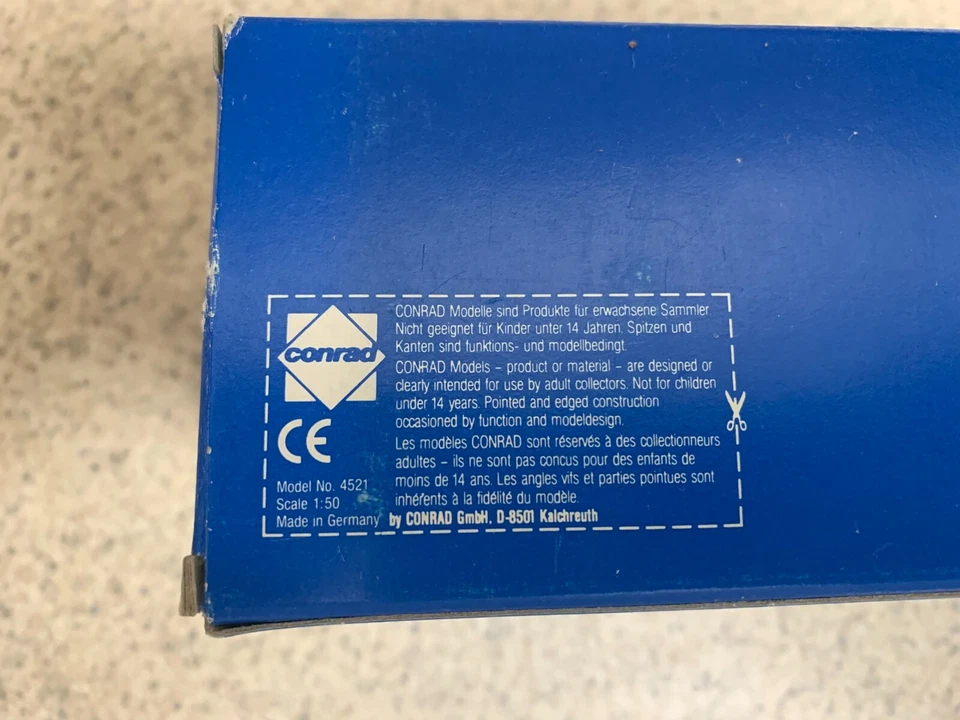 conrad
CE
Model No. 4521
Scale 1:50
Made in Germany
CONRAD Modelle sind Produkte für erwachsene Sammler.
Nicht geeignet für Kinder unter 14 Jahren. Spitzen und
Kanten sind funktions- und modellbedingt.
CONRAD Models – product or material – are designed or
clearly intended for use by adult collectors. Not for children
under 14 years. Pointed and edged construction
occasioned by function and modeldesign.
Les modèles CONRAD sont réservés à des collectionneurs
adultes – ils ne sont pas concus pour des enfants de
moins de 14 ans. Les angles vifs et parties pointues sont
inhérents à la fidélité du modèle.
by CONRAD GmbH, D-8501 Kalchreuth